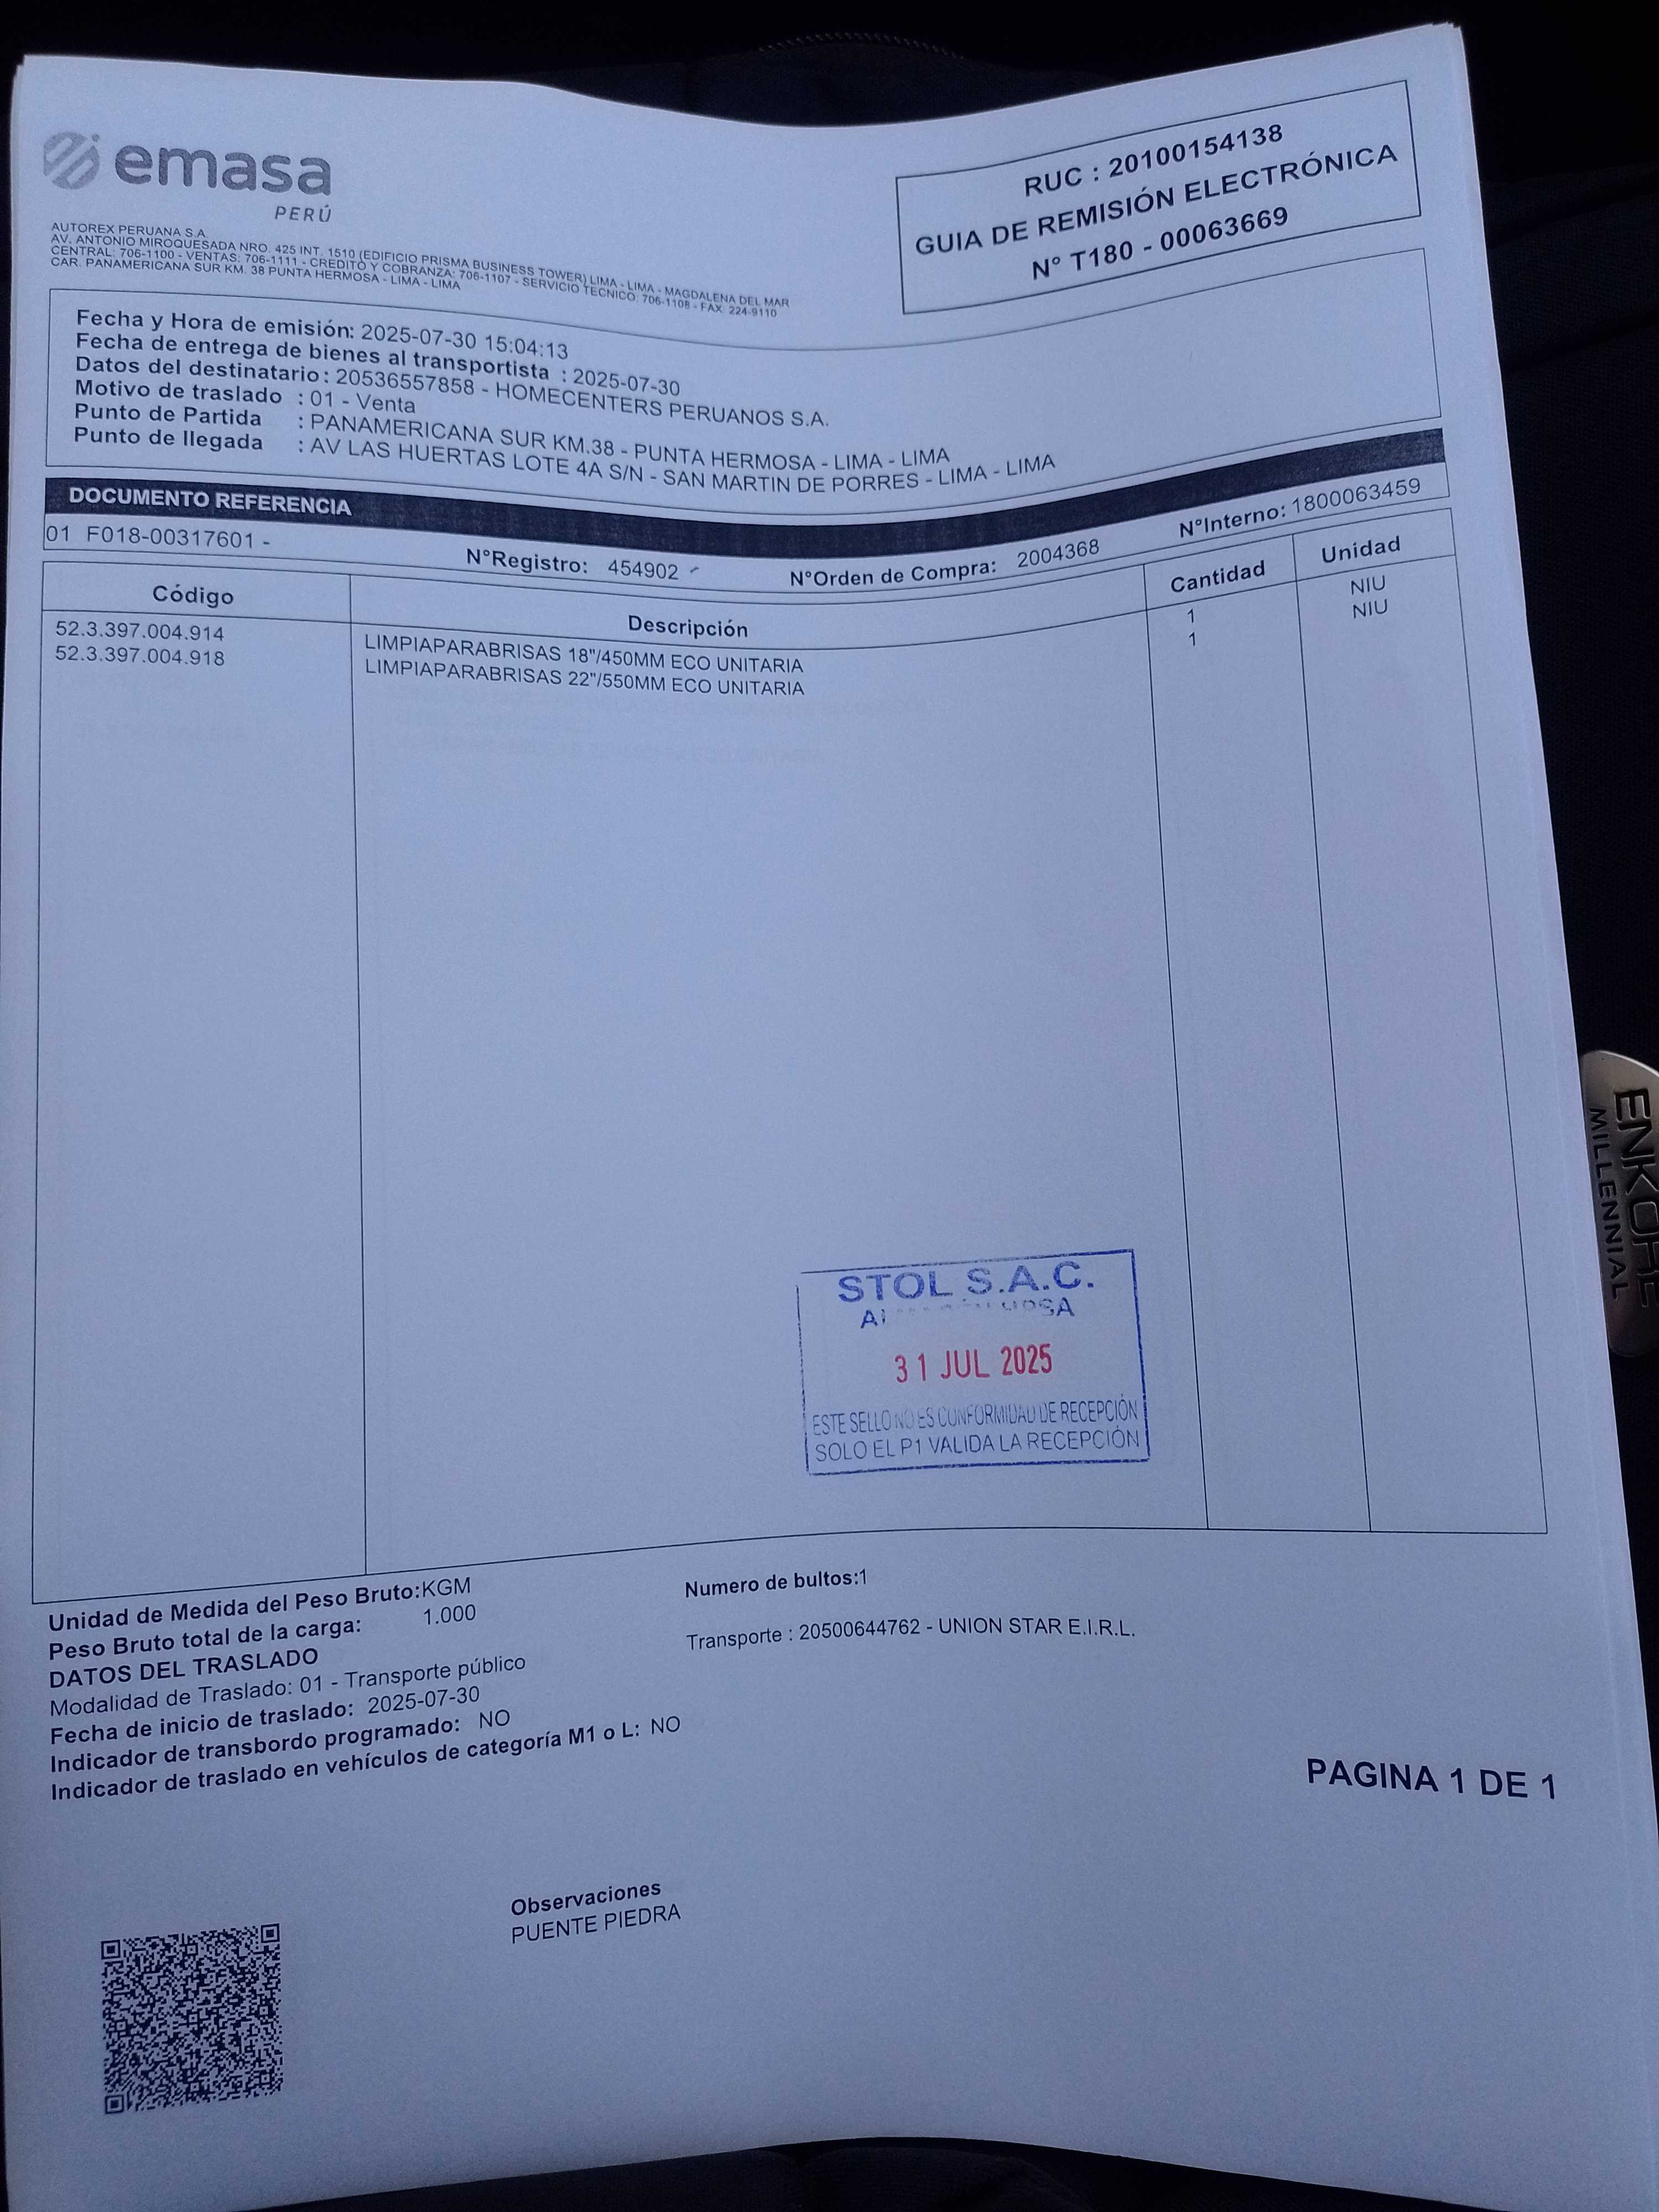 emasa
PERÚ
RUC : 20100154138
GUIA DE REMISIÓN ELECTRÓNICA
N° T180 - 00063669
AUTOREX PERUANA S.A.
AV. ANTONIO MIROQUESADA NRO. 425 INT. 1510 (EDIFICIO PRISMA BUSINESS TOWER) LIMA - LIMA - MAGDALENA DEL MAR
CENTRAL: 706-1100 - VENTAS: 706-1111 - CREDITO Y COBRANZA: 706-1107 - SERVICIO TECNICO: 706-1108 - FAX: 224-9110
CAR. PANAMERICANA SUR KM. 38 PUNTA HERMOSA - LIMA - LIMA
Fecha y Hora de emisión: 2025-07-30 15:04:13
Fecha de entrega de bienes al transportista : 2025-07-30
Datos del destinatario : 20536557858 - HOMECENTERS PERUANOS S.A.
Motivo de traslado : 01 - Venta
Punto de Partida : PANAMERICANA SUR KM.38 - PUNTA HERMOSA - LIMA - LIMA
Punto de llegada : AV LAS HUERTAS LOTE 4A S/N - SAN MARTIN DE PORRES - LIMA - LIMA
DOCUMENTO REFERENCIA
01 F018-00317601 - N°Registro: 454902 N°Orden de Compra: 2004368 N°Interno: 1800063459
Código Descripción Cantidad Unidad
52.3.397.004.914 LIMPIAPARABRISAS 18"/450MM ECO UNITARIA 1 NIU
52.3.397.004.918 LIMPIAPARABRISAS 22"/550MM ECO UNITARIA 1 NIU
STOL S.A.C.
31 JUL 2025
ESTE SELLO NO ES CONFORMIDAD DE RECEPCIÓN
SOLO EL P1 VALIDA LA RECEPCIÓN
Unidad de Medida del Peso Bruto:KGM Numero de bultos:1
Peso Bruto total de la carga: 1.000
Transporte : 20500644762 - UNION STAR E.I.R.L.
DATOS DEL TRASLADO
Modalidad de Traslado: 01 - Transporte público
Fecha de inicio de traslado: 2025-07-30
Indicador de transbordo programado: NO
Indicador de traslado en vehículos de categoría M1 o L: NO
PAGINA 1 DE 1
Observaciones
PUENTE PIEDRA
MILLENNIAL